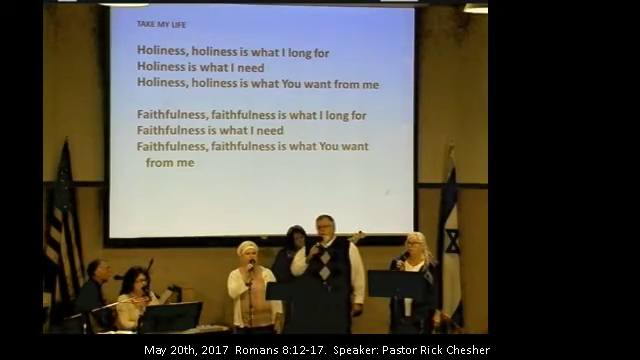 TAKE MY LIFE
Holiness, holiness is what I long for
Holiness is what I need
Holiness, holiness is what You want from me
Faithfulness, faithfulness is what I long for
Faithfulness is what I need
Faithfulness, faithfulness is what You want
from me
May 20th, 2017 Romans 8:12-17. Speaker: Pastor Rick Chesher